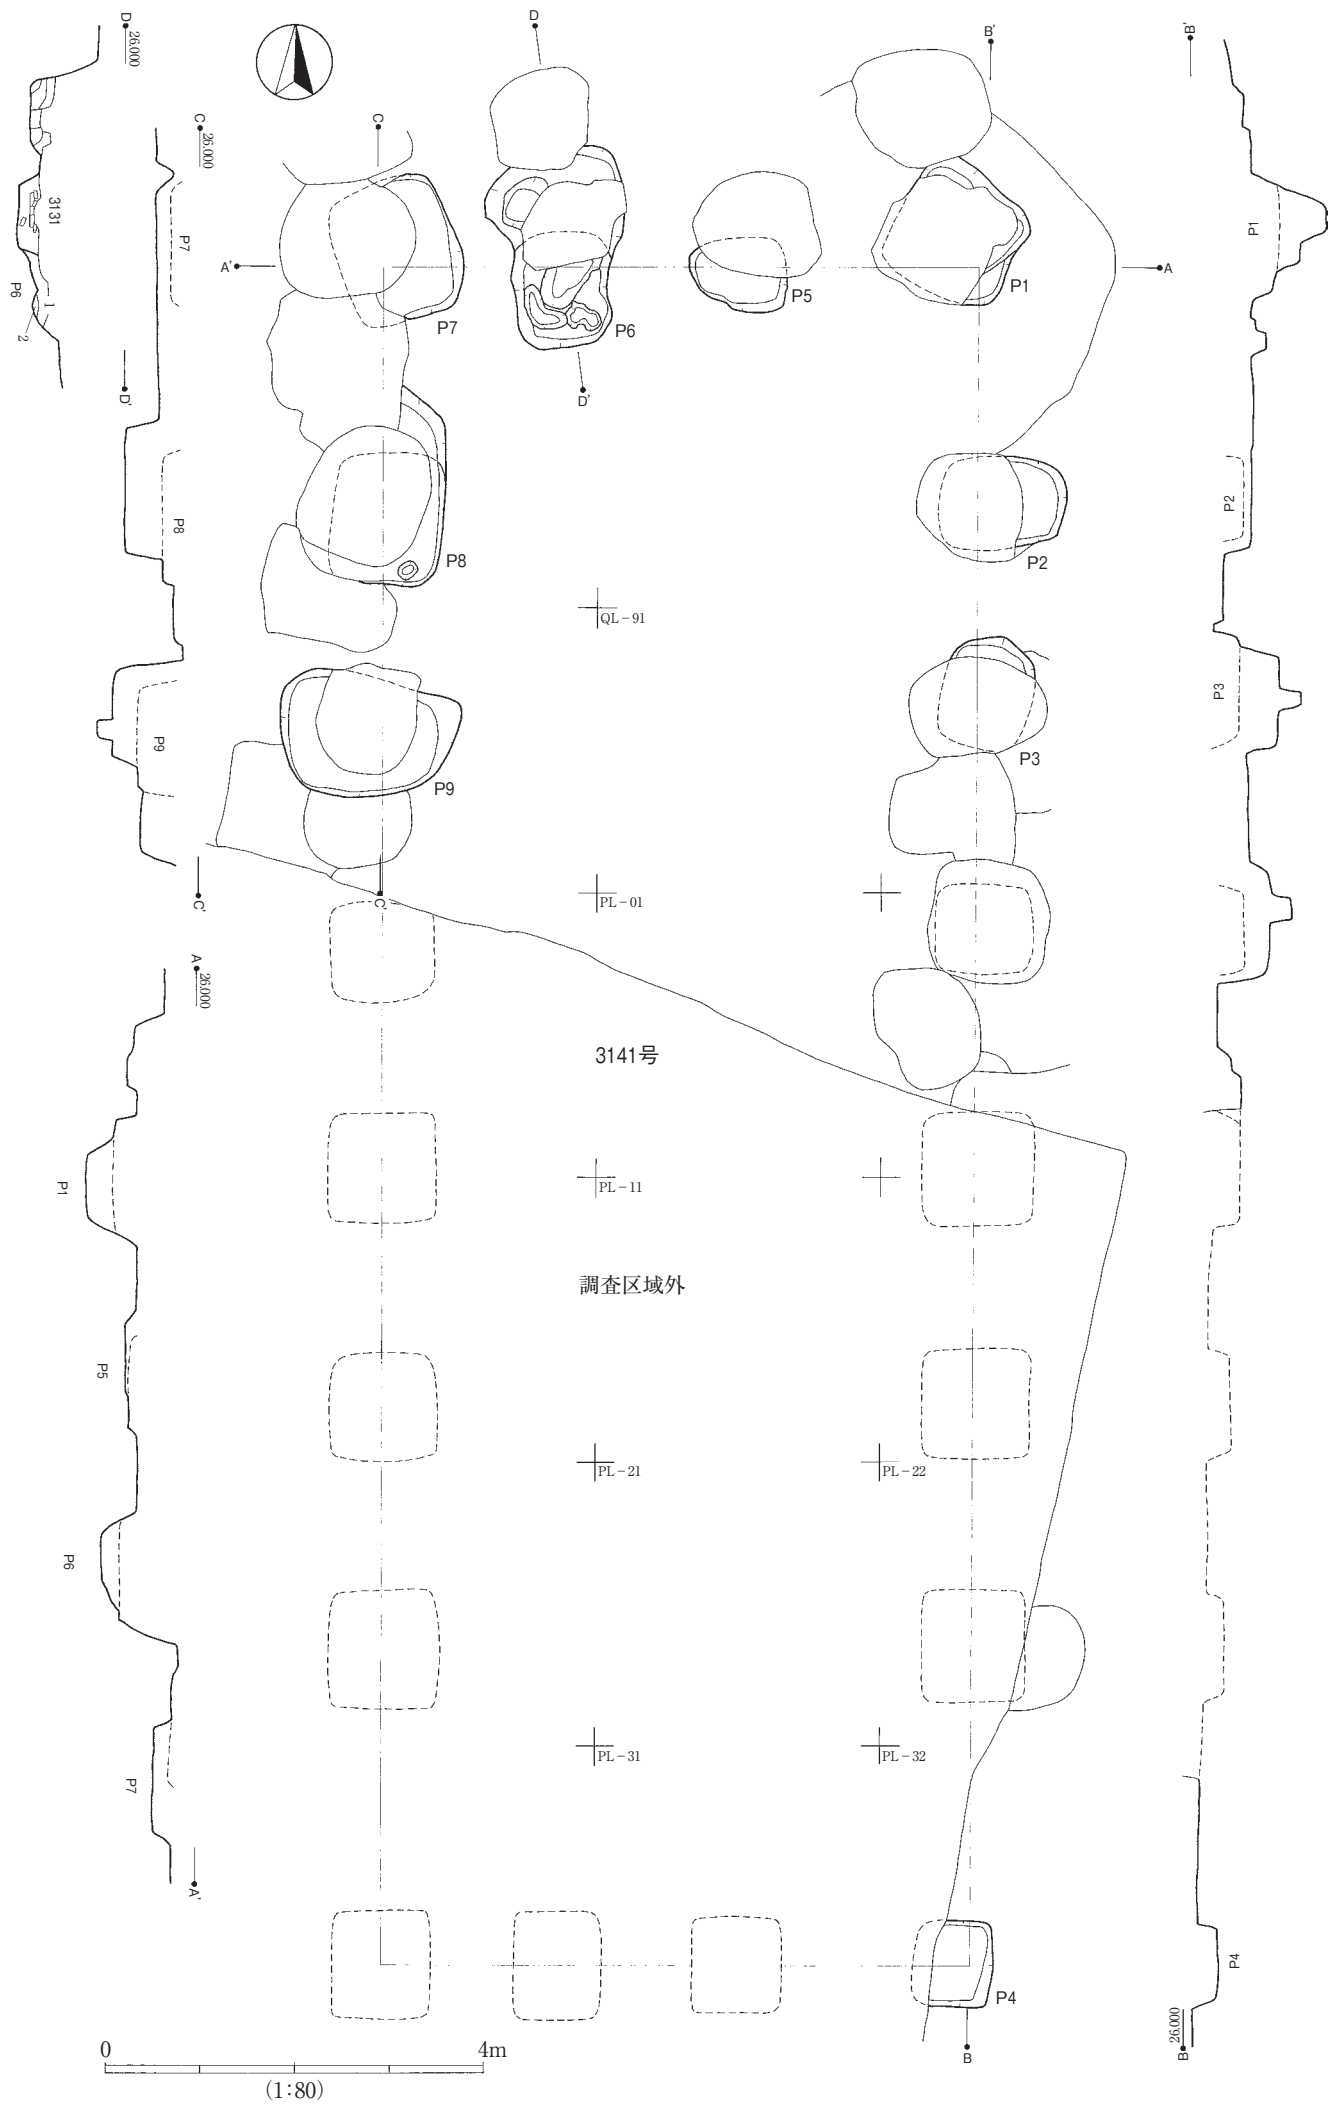 D
26.000
D
B'
B'
C
26.000
C
3131
P7
P1
A'
A
P1
P5
P7
P6
P6
1
2
D'
D'
P8
P2
P8
P2
QL-91
P3
P3
P9
P9
C'
C'
PL-01
A
26.000
3141号
P1
PL-11
調査区域外
P5
PL-21
PL-22
P6
PL-31
PL-32
P7
A'
P4
P4
26.000
B
B
0
4m
(1:80)